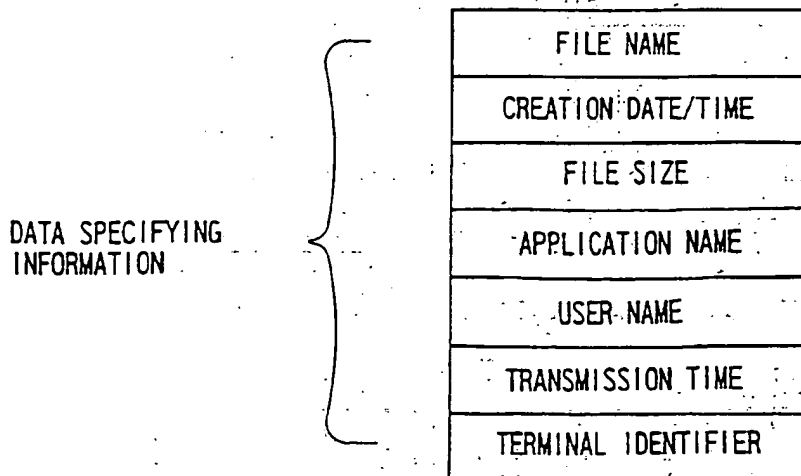 FILE NAME
CREATION DATE/TIME
FILE SIZE
DATA SPECIFYING
INFORMATION
APPLICATION NAME
USER NAME
TRANSMISSION TIME
TERMINAL IDENTIFIER